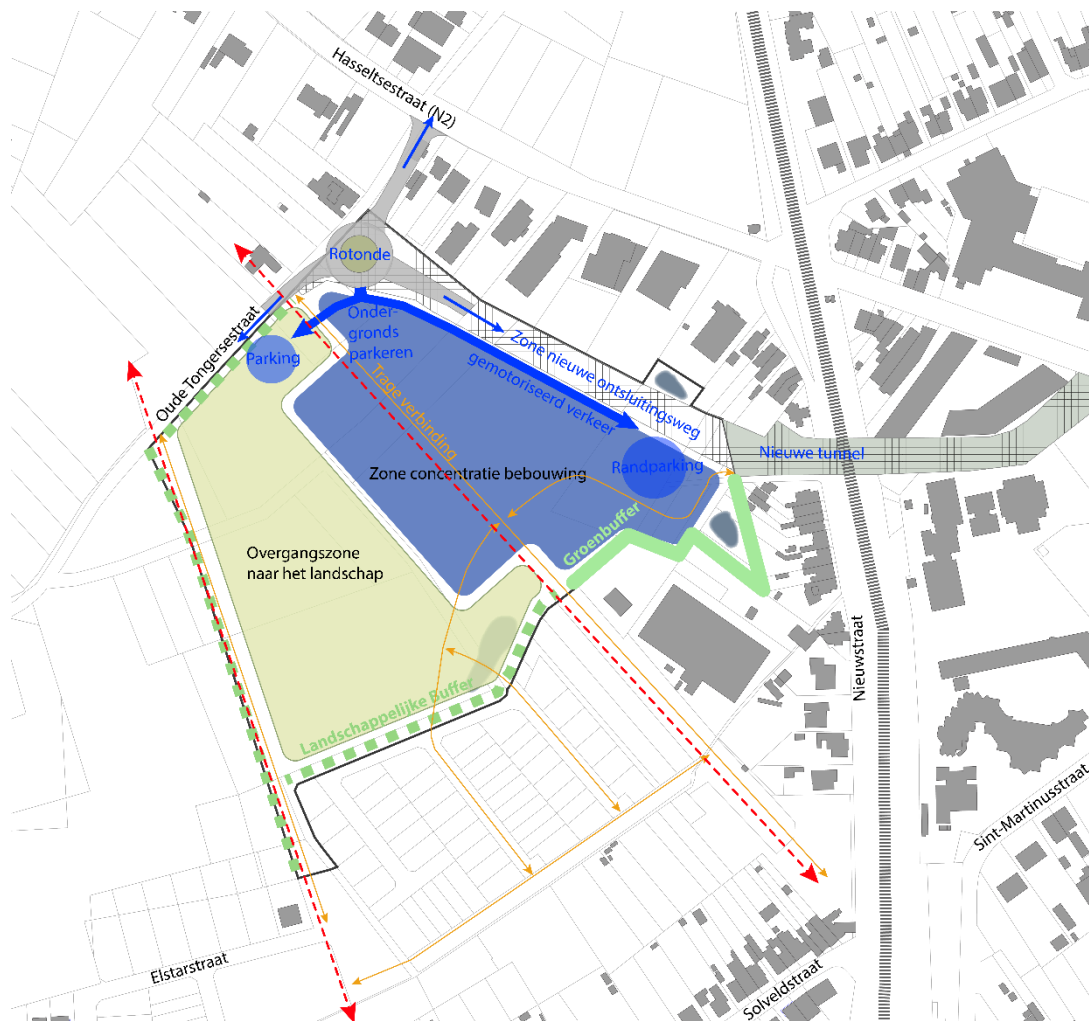 Hasseltsestraat (N2)
Rotonde
Oude Tongersestraat
Parking
Onder-
gronds
parkeren
Zone nieuwe ontsluitingsweg
gemotoriseerd verkeer
Trage verbinding
Randparking
Nieuwe tunnel
Zone concentratie bebouwing
Groenbuffer
Overgangszone
naar het landschap
Landschappelijke Buffer
Nieuwstraat
Sint-Martinusstraat
Elstarstraat
Solveldstraat